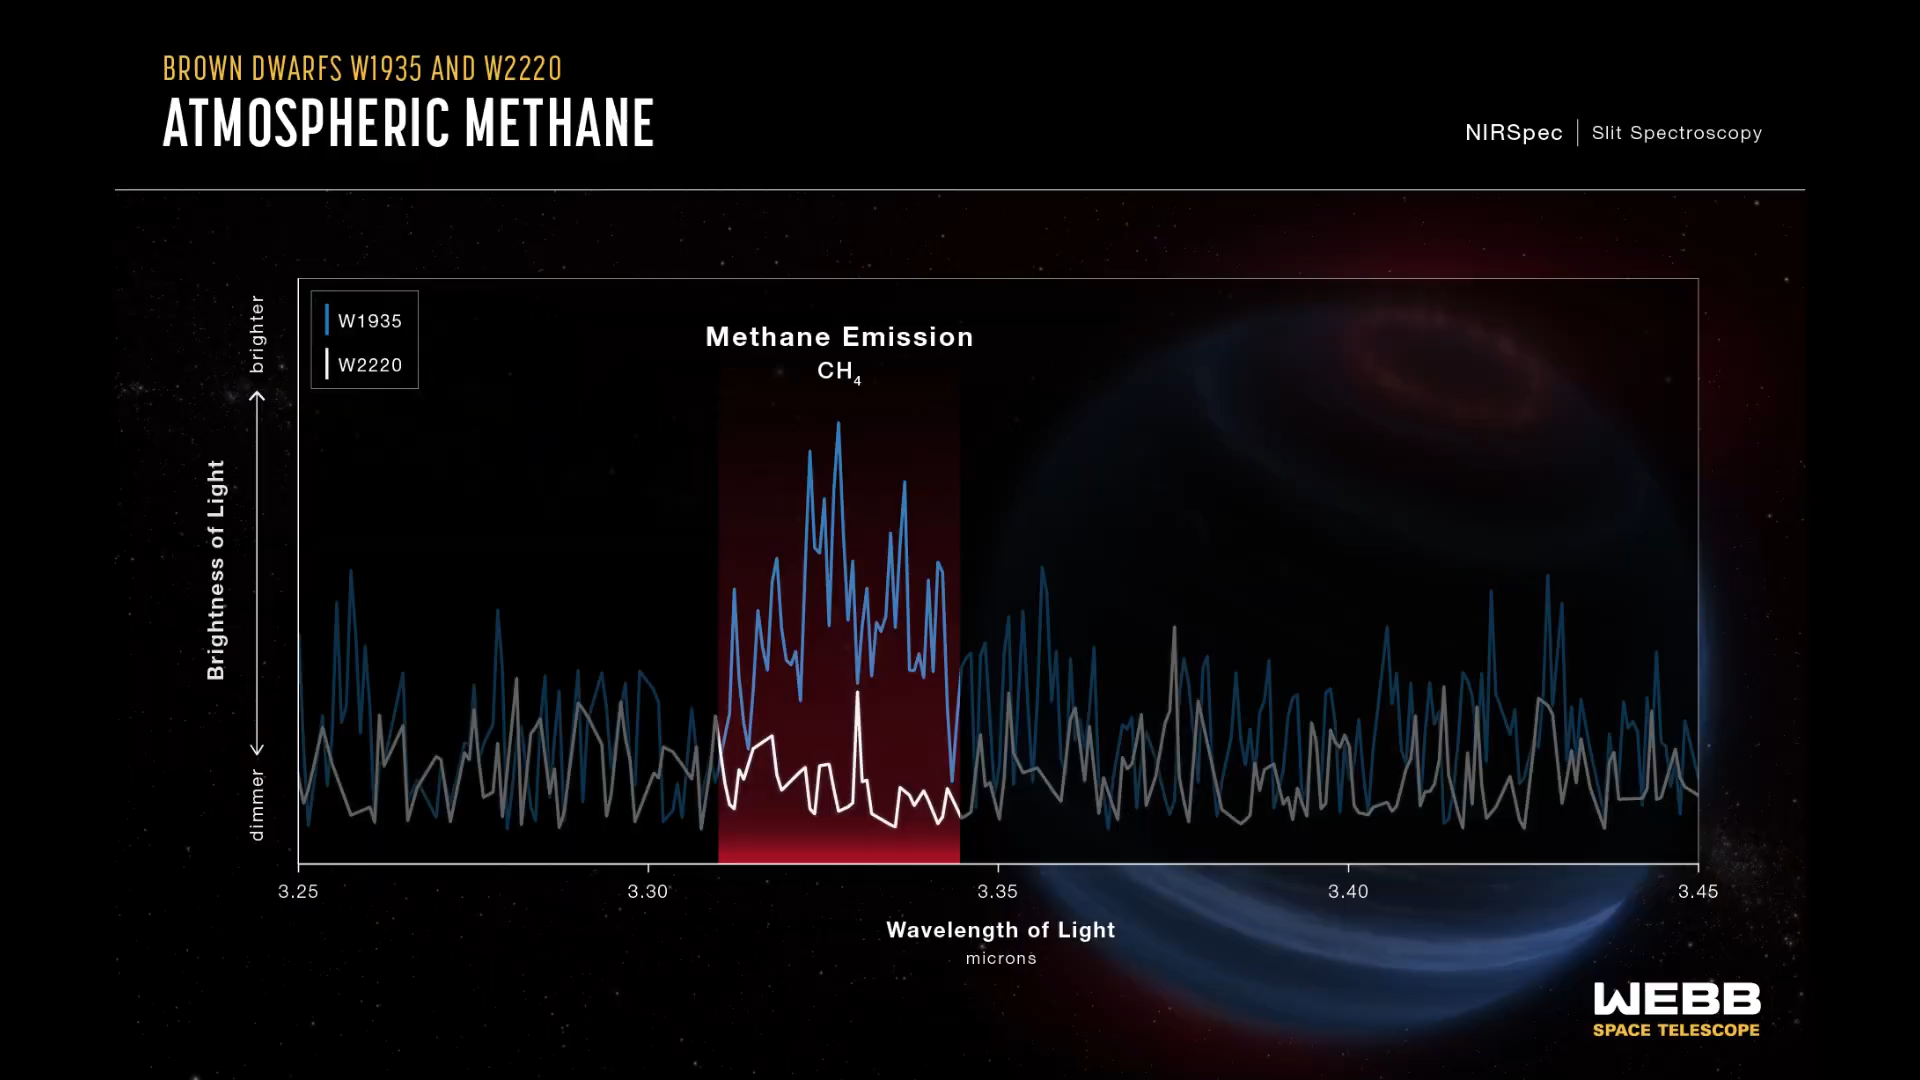 BROWN DWARFS W1935 AND W2220
ATMOSPHERIC METHANE
NIRSpec | Slit Spectroscopy
W1935
W2220
Methane Emission
CH₄
brighter
Brightness of Light
dimmer
3.25 3.30 3.35 3.40 3.45
Wavelength of Light
microns
WEBB
SPACE TELESCOPE